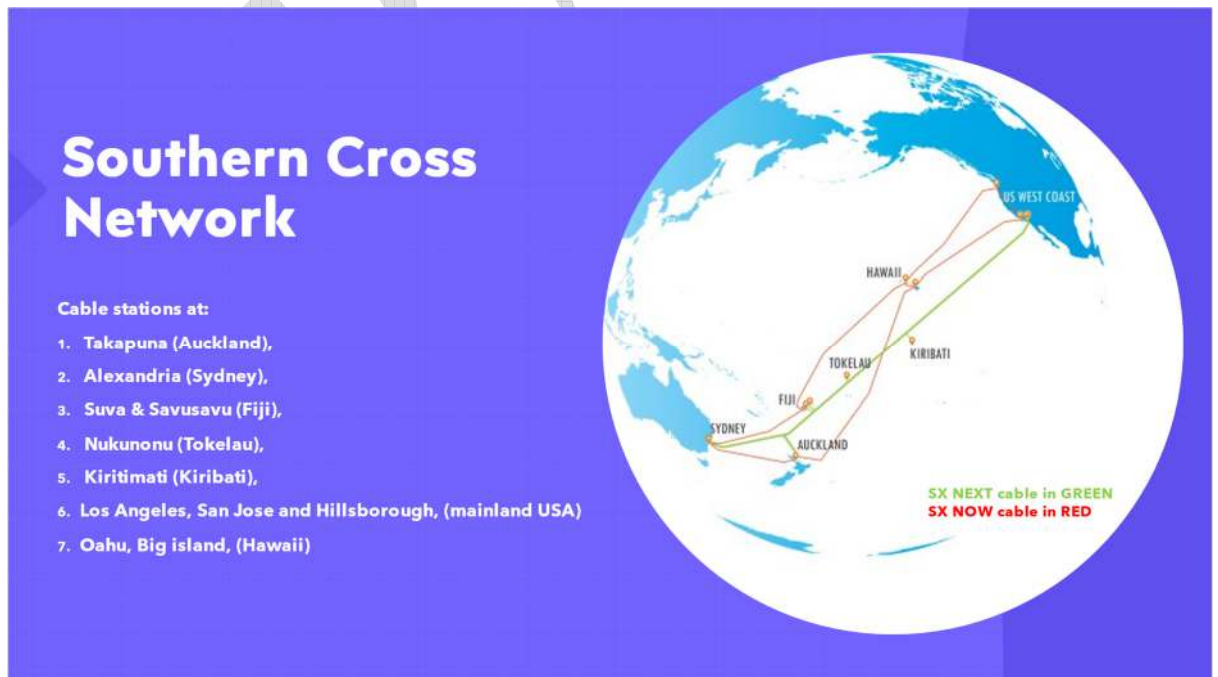 Southern Cross
Network
Cable stations at:
1. Takapuna (Auckland),
2. Alexandria (Sydney),
3. Suva & Savusavu (Fiji),
4. Nukunonu (Tokelau),
5. Kiritimati (Kiribati),
6. Los Angeles, San Jose and Hillsborough, (mainland USA)
7. Oahu, Big island, (Hawaii)
US WEST COAST
HAWAII
KIRIBATI
TOKELAU
FIJI
SYDNEY
AUCKLAND
SX NEXT cable in GREEN
SX NOW cable in RED